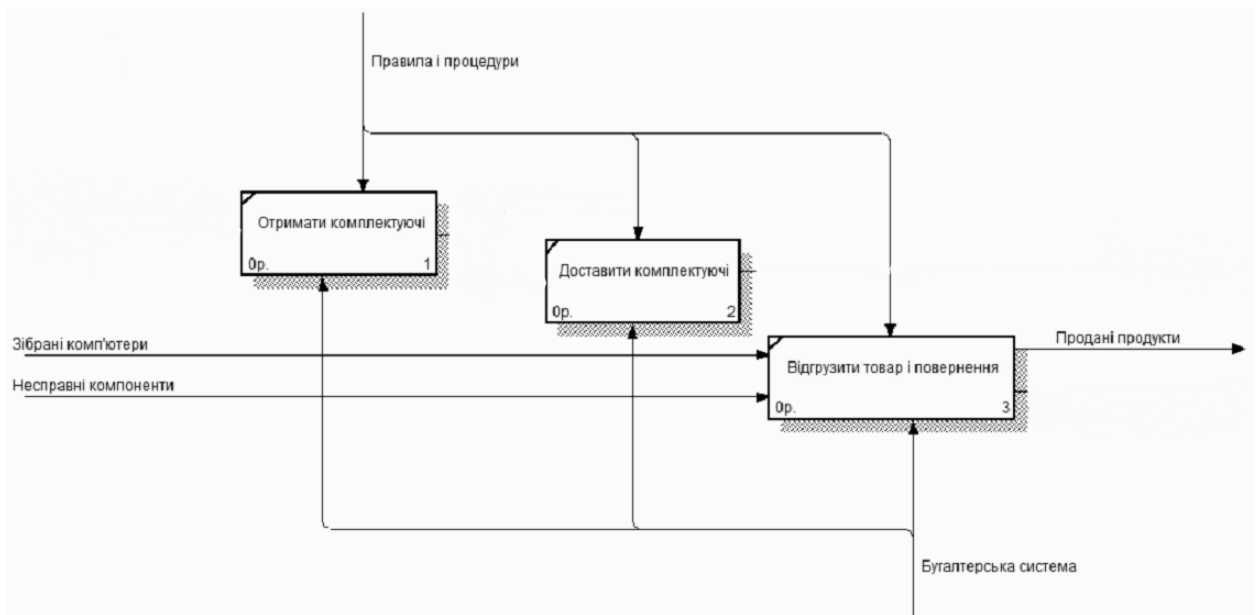 Правила і процедури
Отримати комплектуючі
0р. 1
Доставити комплектуючі
0р. 2
Зібрані комп'ютери
Продані продукти
Відгрузити товар і повернення
Несправні компоненти
0р. 3
Бугалтерська система